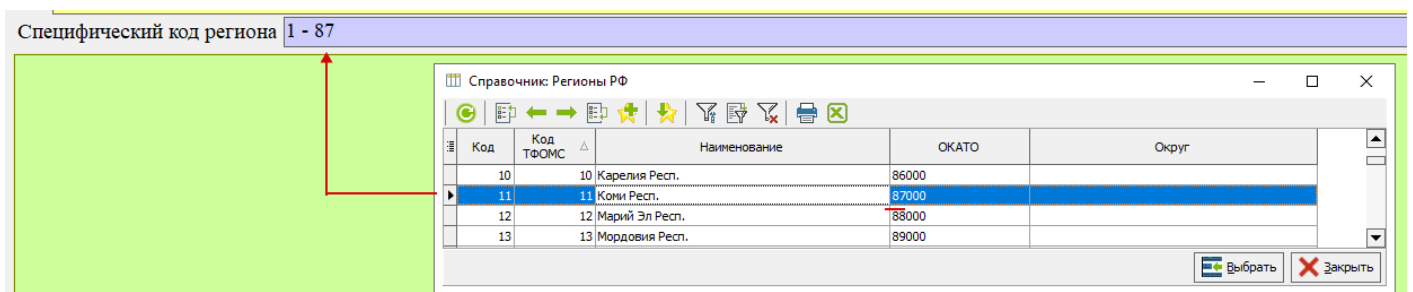 Специфический код региона 1 - 87
Справочник: Регионы РФ
Код Код ТФОМС Наименование ОКАТО Округ
10 10 Карелия Респ. 86000
11 11 Коми Респ. 87000
12 12 Марий Эл Респ. 88000
13 13 Мордовия Респ. 89000
Выбрать Закрыть